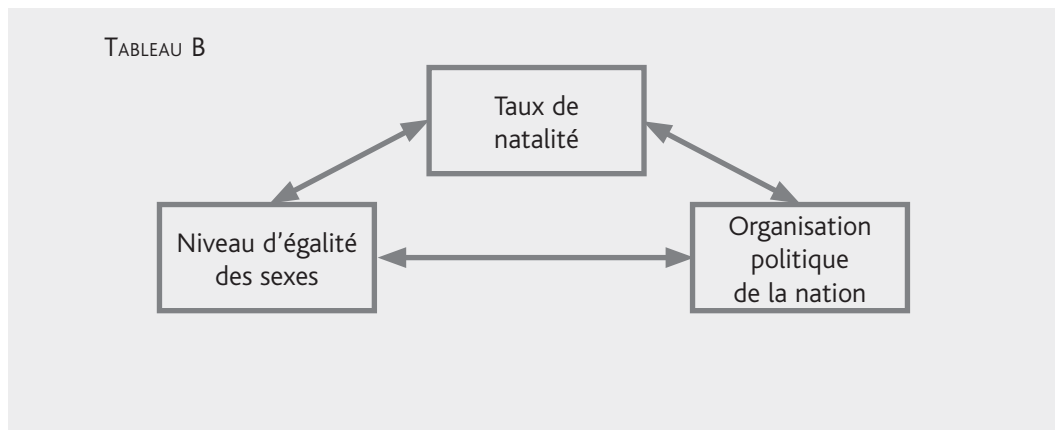 TABLEAU B
Taux de
natalité
Niveau d'égalité
des sexes
Organisation
politique
de la nation